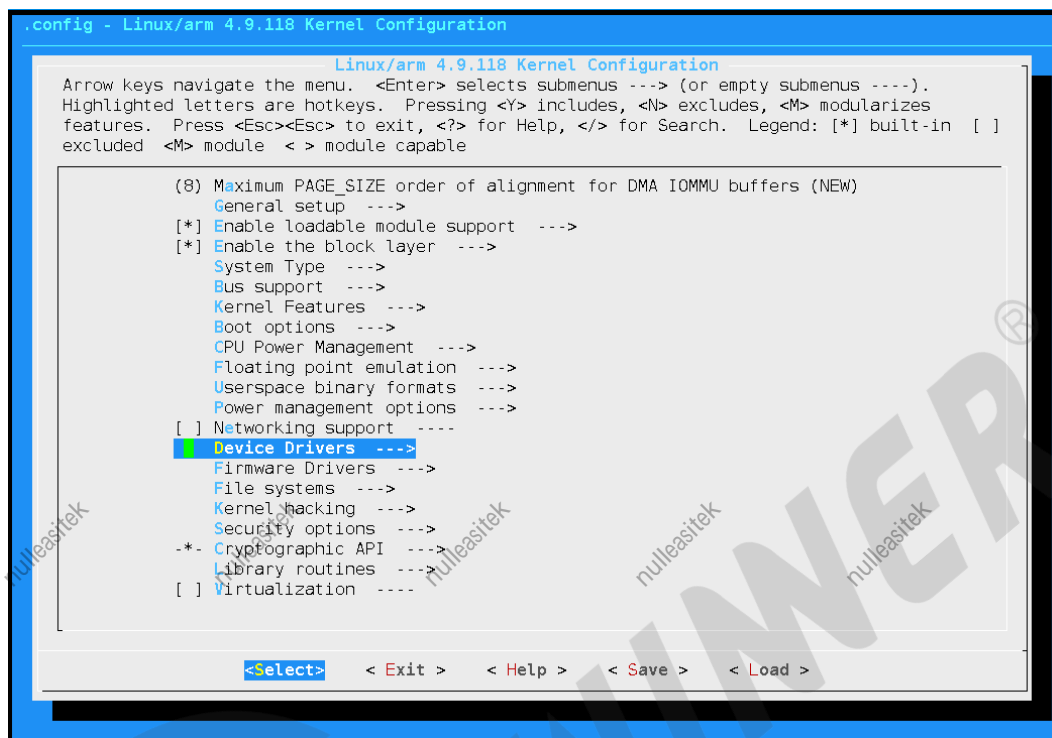 .config - Linux/arm 4.9.118 Kernel Configuration
Linux/arm 4.9.118 Kernel Configuration
Arrow keys navigate the menu.  <Enter> selects submenus ---> (or empty submenus ----).
Highlighted letters are hotkeys.  Pressing <Y> includes, <N> excludes, <M> modularizes
features.  Press <Esc><Esc> to exit, <?> for Help, </> for Search.  Legend: [*] built-in  [ ]
excluded  <M> module  < > module capable
(8) Maximum PAGE_SIZE order of alignment for DMA IOMMU buffers (NEW)
General setup  --->
[*] Enable loadable module support  --->
[*] Enable the block layer  --->
System Type  --->
Bus support  --->
Kernel Features  --->
Boot options  --->
CPU Power Management  --->
Floating point emulation  --->
Userspace binary formats  --->
Power management options  --->
[ ] Networking support  ----
Device Drivers  --->
Firmware Drivers  --->
File systems  --->
Kernel hacking  --->
Security options  --->
-*- Cryptographic API  --->
Library routines  --->
[ ] Virtualization  ----
<Select>    < Exit >    < Help >    < Save >    < Load >
nulleasitek
nulleasitek
nulleasitek
nulleasitek
nulleasitek
WINNER®